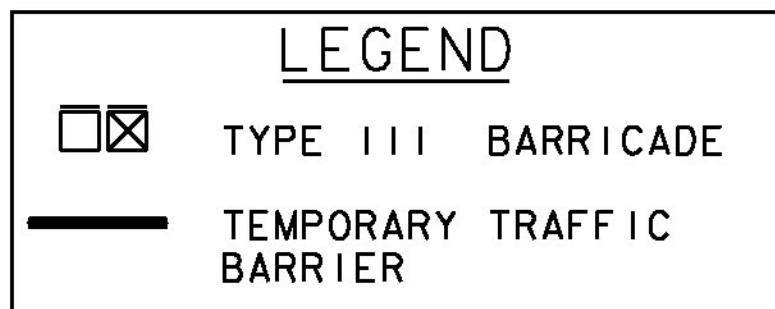 LEGEND
TYPE III BARRICADE
TEMPORARY TRAFFIC
BARRIER